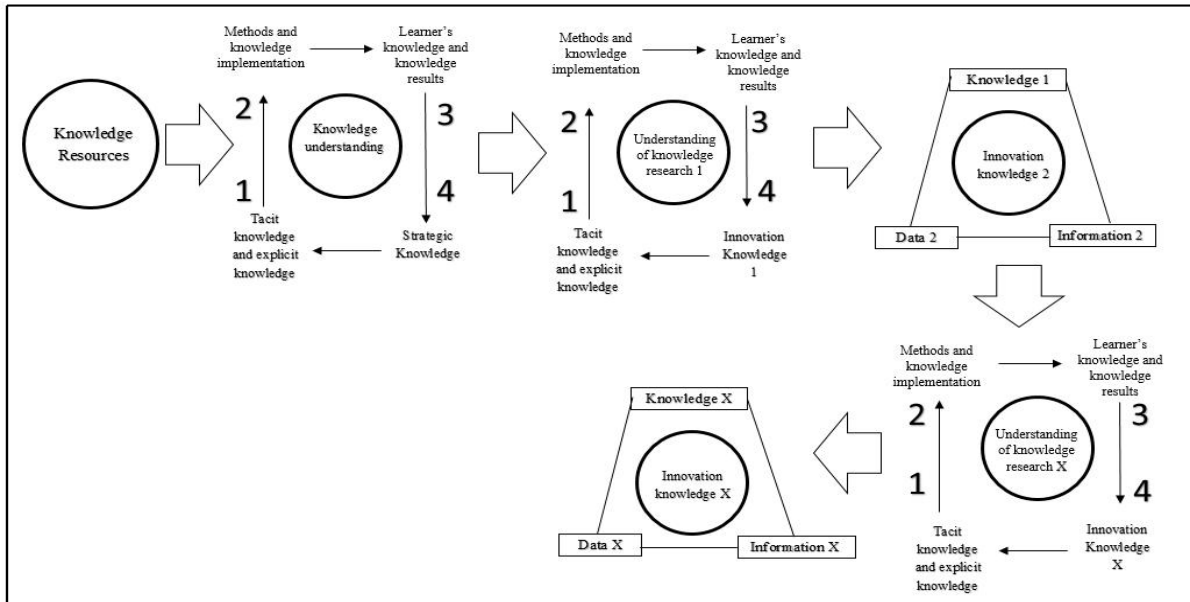 Knowledge
Resources
Methods and
knowledge
implementation
Learner's
knowledge and
knowledge
results
2
3
Knowledge
understanding
1
4
Tacit
knowledge
and explicit
knowledge
Strategic
Knowledge
Methods and
knowledge
implementation
Learner's
knowledge and
knowledge
results
2
3
Understanding
of knowledge
research 1
1
4
Tacit
knowledge
and explicit
knowledge
Innovation
Knowledge
1
Knowledge 1
Innovation
knowledge 2
Data 2
Information 2
Methods and
knowledge
implementation
Learner's
knowledge and
knowledge
results
2
3
Understanding
of knowledge
research X
1
4
Tacit
knowledge
and explicit
knowledge
Innovation
Knowledge
X
Knowledge X
Innovation
knowledge X
Data X
Information X